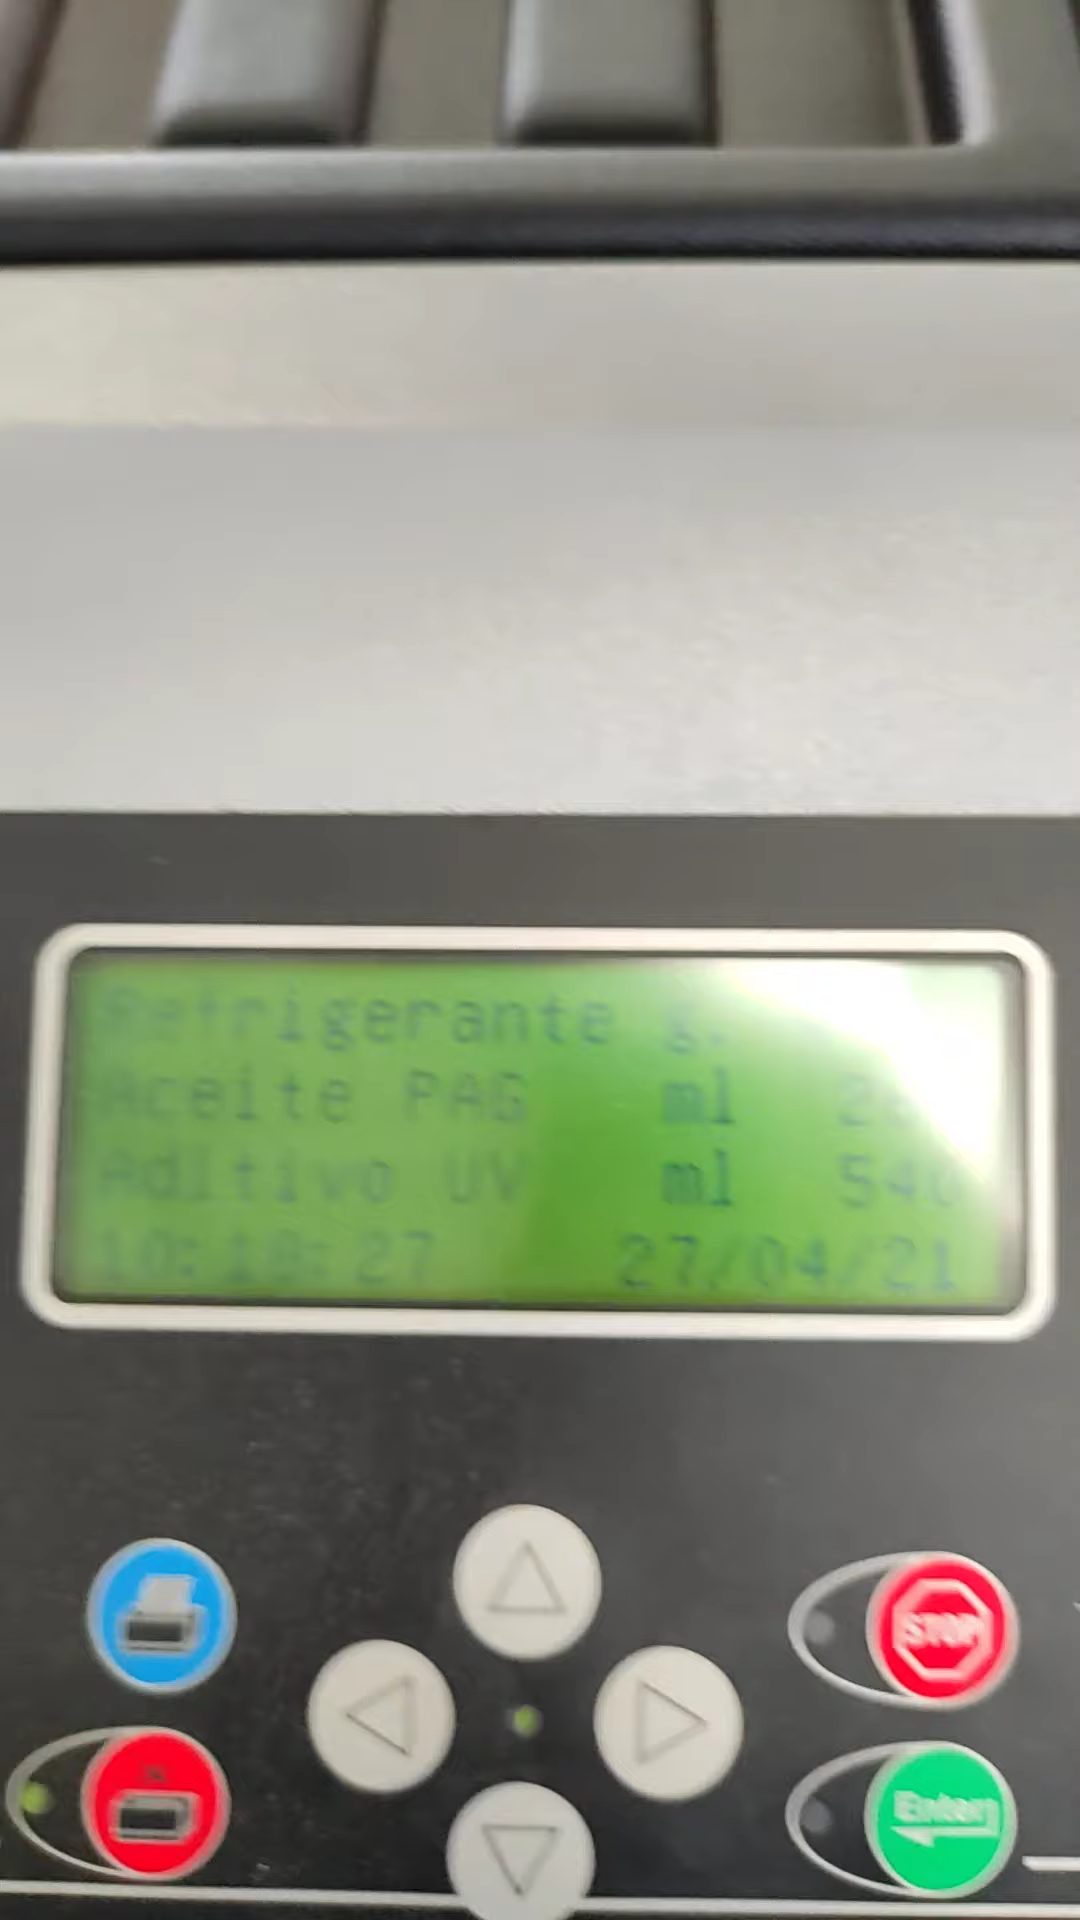 Refrigerante g.
Aceite PAG ml
Aditivo UV ml 540
10:18:27 27/04/21
STOP
Enter